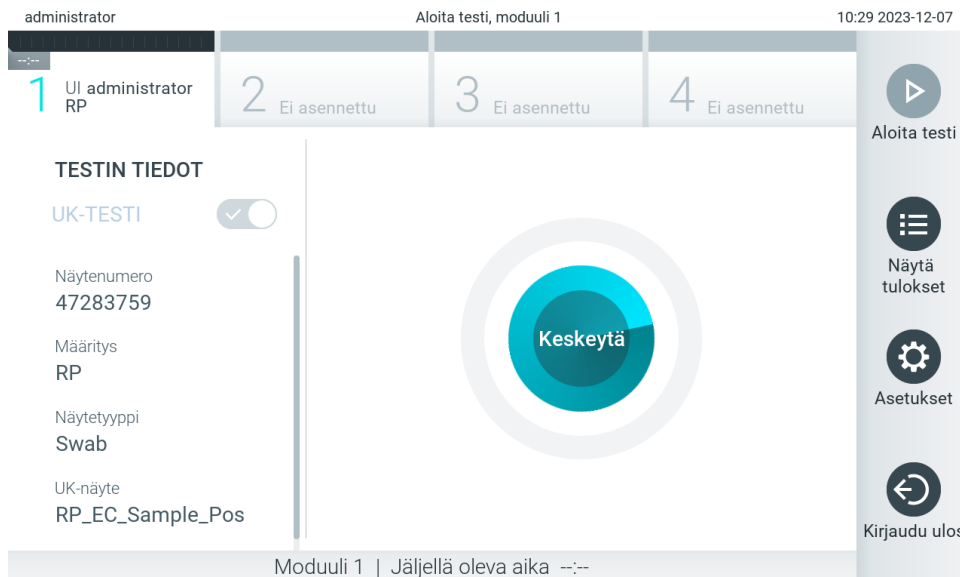 administrator
Aloita testi, moduuli 1
10:29 2023-12-07
--:--
1 UI administrator
RP
2 Ei asennettu
3 Ei asennettu
4 Ei asennettu
Aloita testi
TESTIN TIEDOT
UK-TESTI
Näytenumero
47283759
Määritys
RP
Näytetyyppi
Swab
UK-näyte
RP_EC_Sample_Pos
Keskeytä
Näytä
tulokset
Asetukset
Kirjaudu ulos
Moduuli 1 | Jäljellä oleva aika --:--